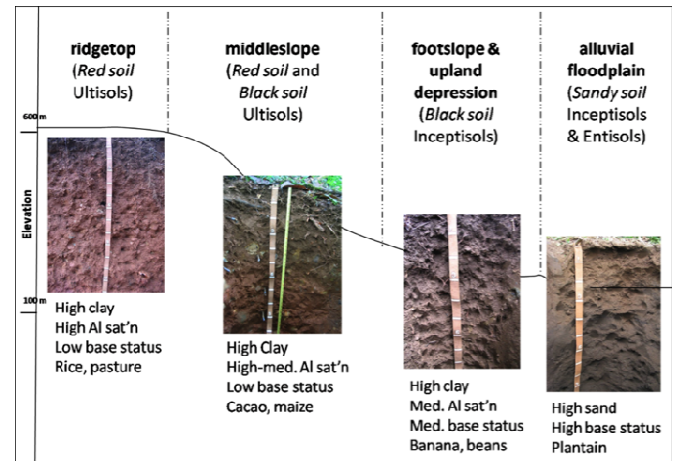 ridgetop
(Red soil
Ultisols)
middleslope
(Red soil and
Black soil
Ultisols)
footslope &
upland
depression
(Black soil
Inceptisols)
alluvial
floodplain
(Sandy soil
Inceptisols
& Entisols)
600 m
Elevation
100 m
High clay
High Al sat’n
Low base status
Rice, pasture
High Clay
High-med. Al sat’n
Low base status
Cacao, maize
High clay
Med. Al sat’n
Med. base status
Banana, beans
High sand
High base status
Plantain